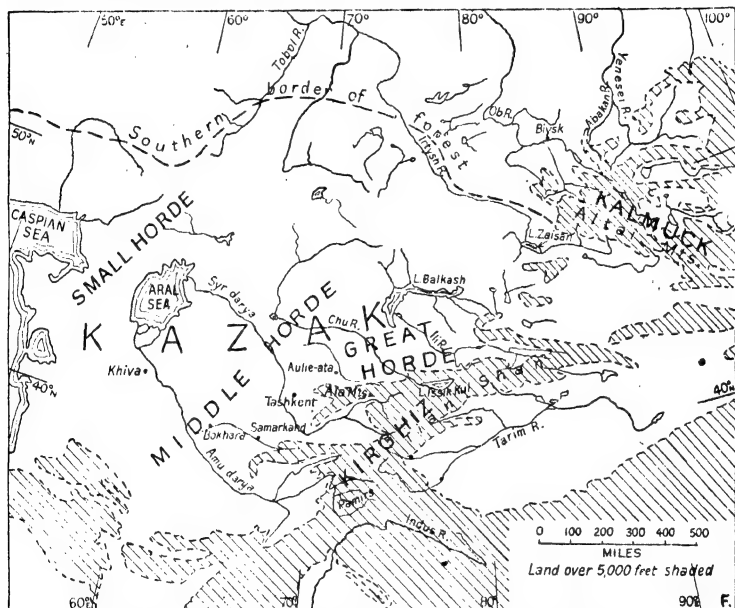 50°E
60°
70°
80°
90°
100°
Tobol R.
Southern border of forest
50°N
Irtysh R.
Ob R.
Biysk
Abakan R.
Yenesei R.
KALMUCK
Altai Mts.
L. Zaisan
CASPIAN SEA
SMALL HORDE
ARAL SEA
Syr darya
KAZAK
MIDDLE HORDE
GREAT HORDE
L. Balkash
Chu R.
Ili R.
Khiva
40°N
Aulie-ata
Ala Mts.
L. Issik Kul
Tien shan
40°N
Tashkent
Samarkand
Bokhara
Amu darya
KIRGHIZ
Tarim R.
Pamirs
Indus R.
0 100 200 300 400 500
MILES
Land over 5,000 feet shaded
60°
70°
80°
90°
F.